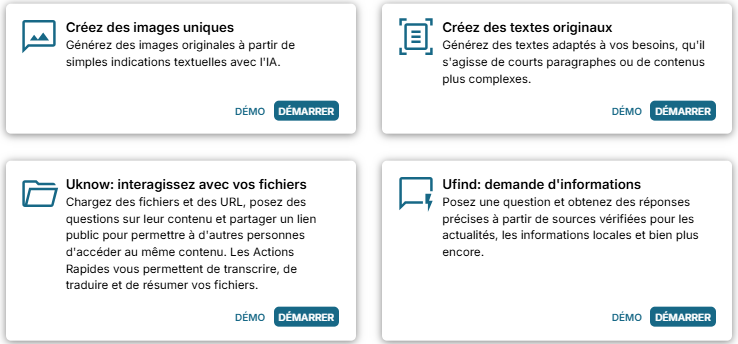 Créez des images uniques
Générez des images originales à partir de
simples indications textuelles avec l'IA.
DÉMO DÉMARRER
Créez des textes originaux
Générez des textes adaptés à vos besoins, qu'il
s'agisse de courts paragraphes ou de contenus
plus complexes.
DÉMO DÉMARRER
Uknow: interagissez avec vos fichiers
Chargez des fichiers et des URL, posez des
questions sur leur contenu et partager un lien
public pour permettre à d'autres personnes
d'accéder au même contenu. Les Actions
Rapides vous permettent de transcrire, de
traduire et de résumer vos fichiers.
DÉMO DÉMARRER
Ufind: demande d'informations
Posez une question et obtenez des réponses
précises à partir de sources vérifiées pour les
actualités, les informations locales et bien plus
encore.
DÉMO DÉMARRER